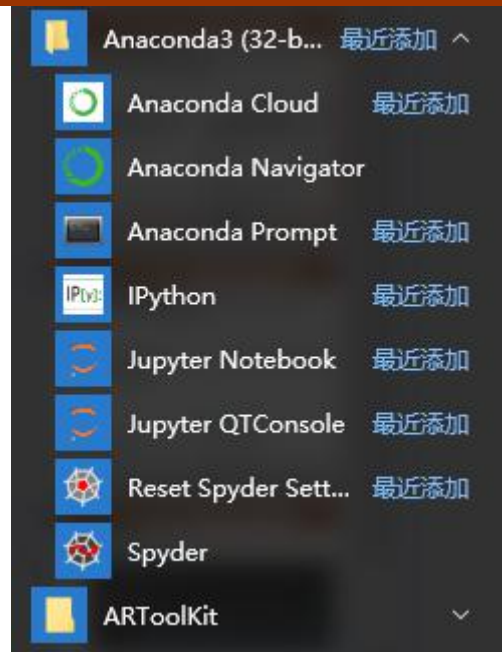 Anaconda3 (32-b... 最近添加
Anaconda Cloud 最近添加
Anaconda Navigator
Anaconda Prompt 最近添加
IP[y]: IPython 最近添加
Jupyter Notebook 最近添加
Jupyter QTConsole 最近添加
Reset Spyder Sett... 最近添加
Spyder
ARToolKit